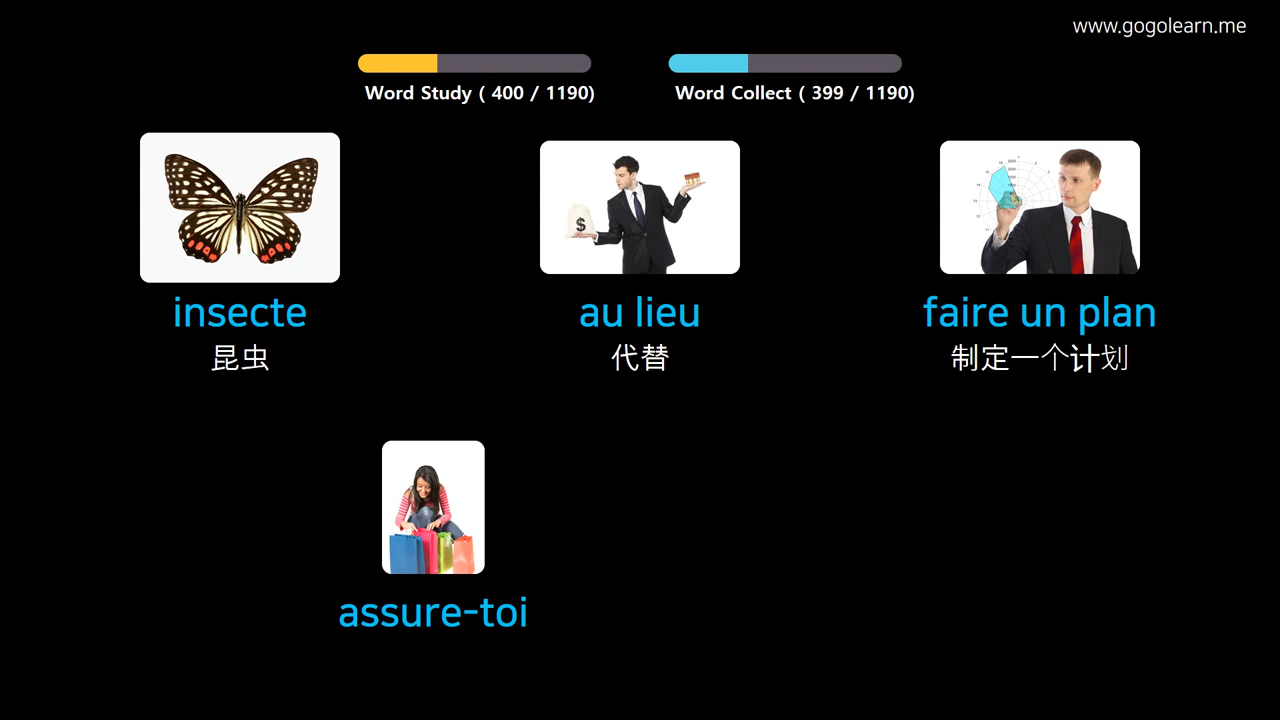 www.gogolearn.me
Word Study ( 400 / 1190)
Word Collect ( 399 / 1190)
insecte
昆虫
au lieu
代替
faire un plan
制定一个计划
assure-toi